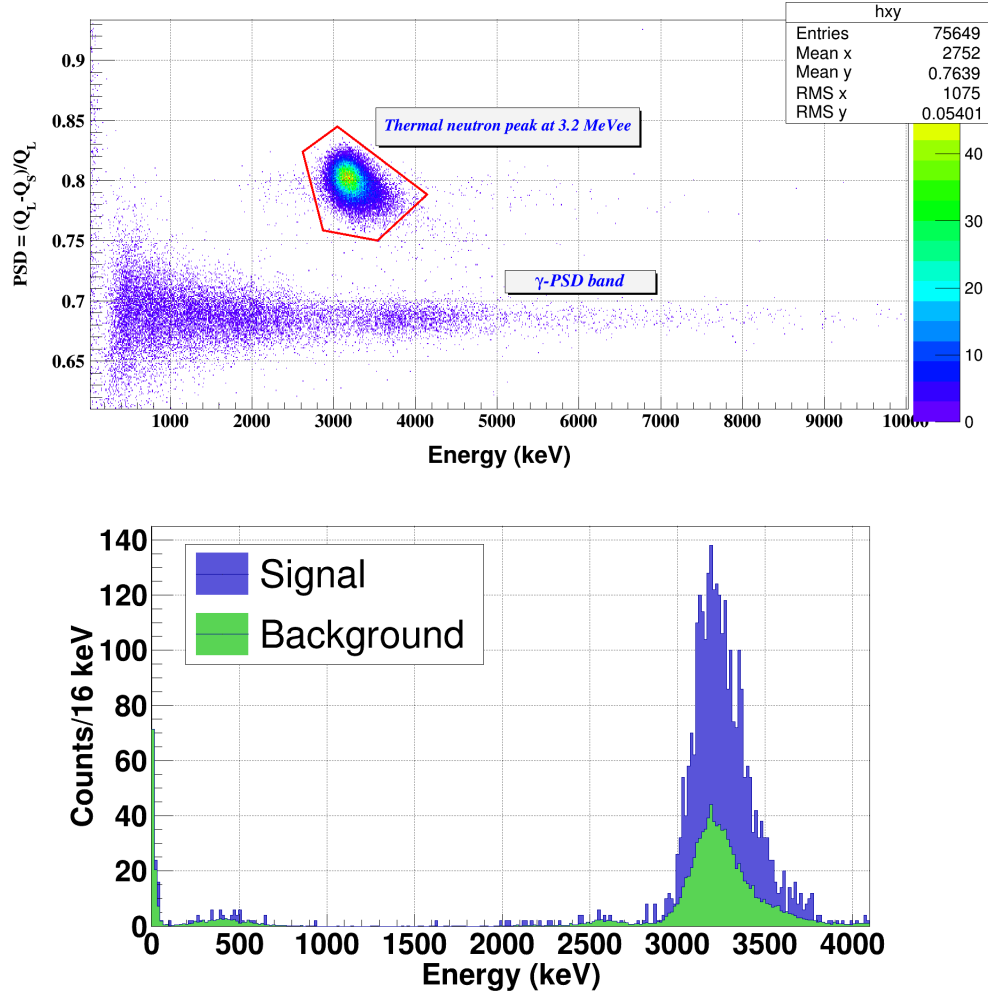 hxy
Entries 75649
Mean x 2752
Mean y 0.7639
RMS x 1075
RMS y 0.05401
PSD = (Q_L-Q_S)/Q_L
0.9
0.85
0.8
0.75
0.7
0.65
Thermal neutron peak at 3.2 MeVee
γ-PSD band
40
30
20
10
0
1000 2000 3000 4000 5000 6000 7000 8000 9000 10000
Energy (keV)
Counts/16 keV
140
120
100
80
60
40
20
0
Signal
Background
0 500 1000 1500 2000 2500 3000 3500 4000
Energy (keV)